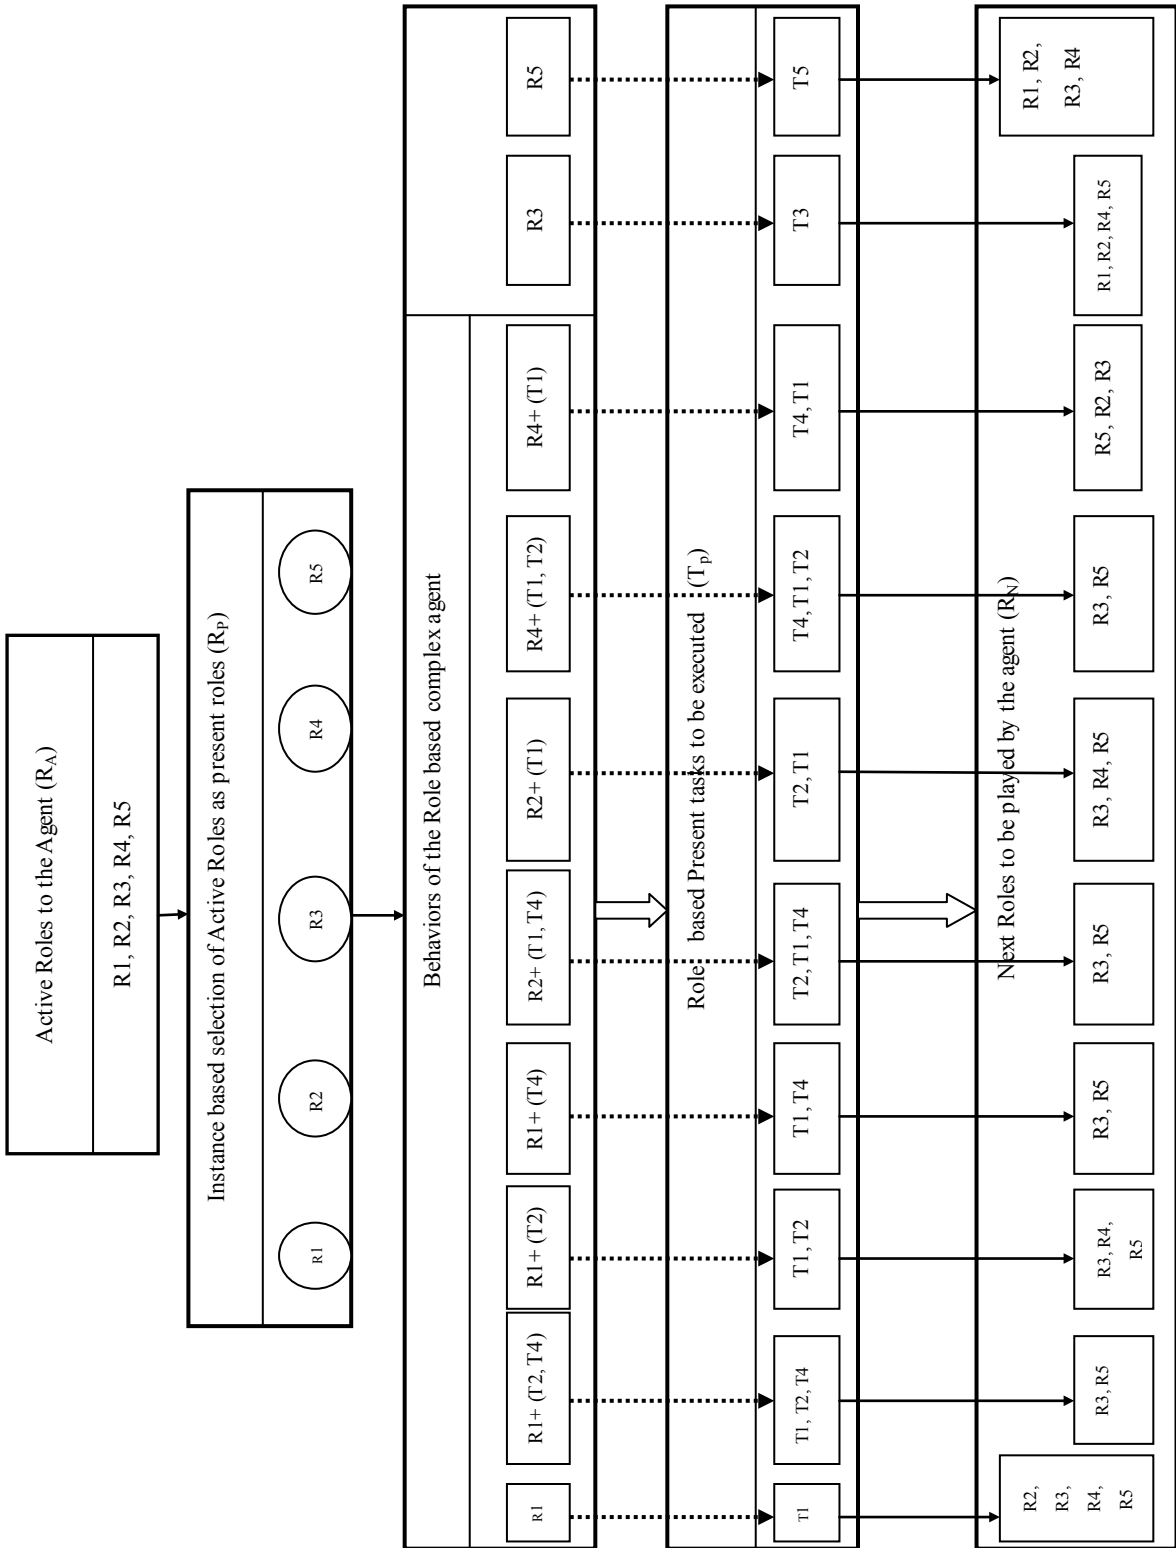 Active Roles to the Agent (RA)
R1, R2, R3, R4, R5
Instance based selection of Active Roles as present roles (RP)
R1
R2
R3
R4
R5
Behaviors of the Role based complex agent
R1
R1+ (T2, T4)
R1+ (T2)
R1+ (T4)
R2+ (T1, T4)
R2+ (T1)
R4+ (T1, T2)
R4+ (T1)
R3
R5
Role based Present tasks to be executed (Tp)
T1
T1, T2, T4
T1, T2
T1, T4
T2, T1, T4
T2, T1
T4, T1, T2
T4, T1
T3
T5
Next Roles to be played by the agent (RN)
R2,
R3,
R4,
R5
R3, R5
R3, R4,
R5
R3, R5
R3, R5
R3, R4, R5
R3, R5
R5, R2, R3
R1, R2, R4, R5
R1, R2,
R3, R4